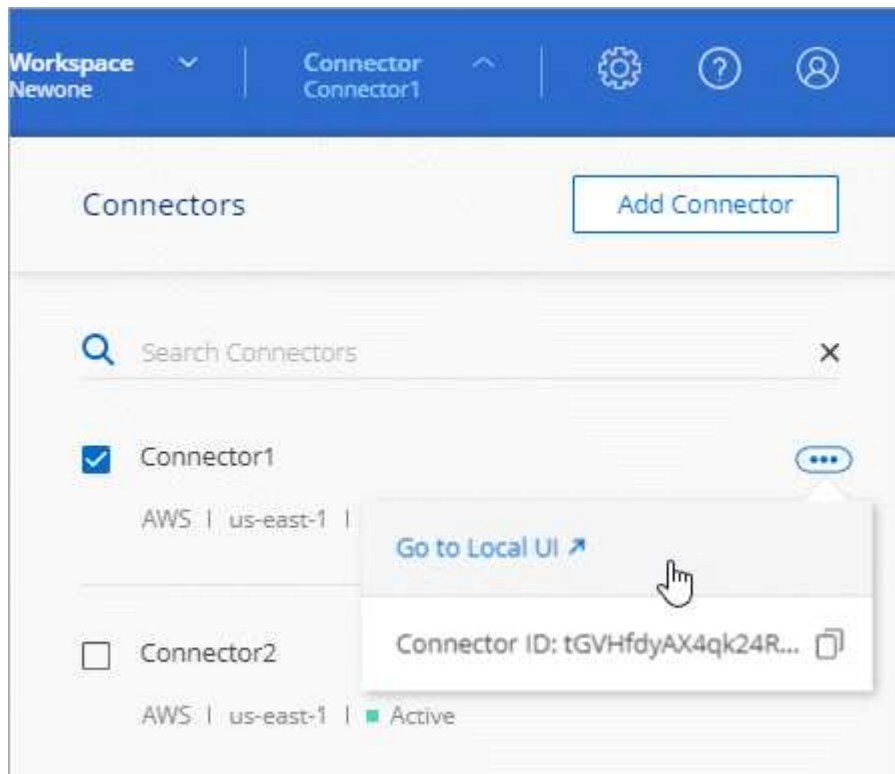 Workspace
Newone
Connector
Connector1
Connectors
Add Connector
Search Connectors
Connector1
AWS | us-east-1 |
Go to Local UI
Connector ID: tGVHfdyAX4qk24R...
Connector2
AWS | us-east-1 | Active